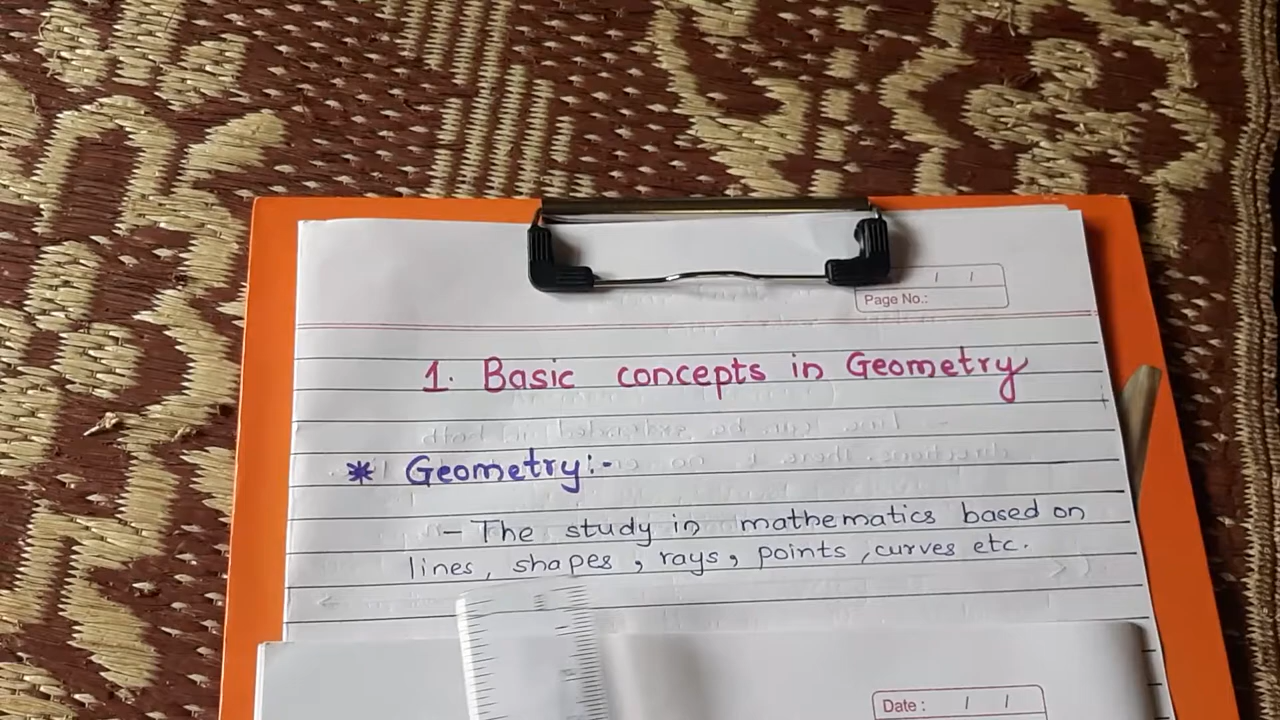 / /
Page No.:
1. Basic concepts in Geometry
* Geometry:-
- The study in mathematics based on
lines, shapes, rays, points, curves etc.
Date: / /